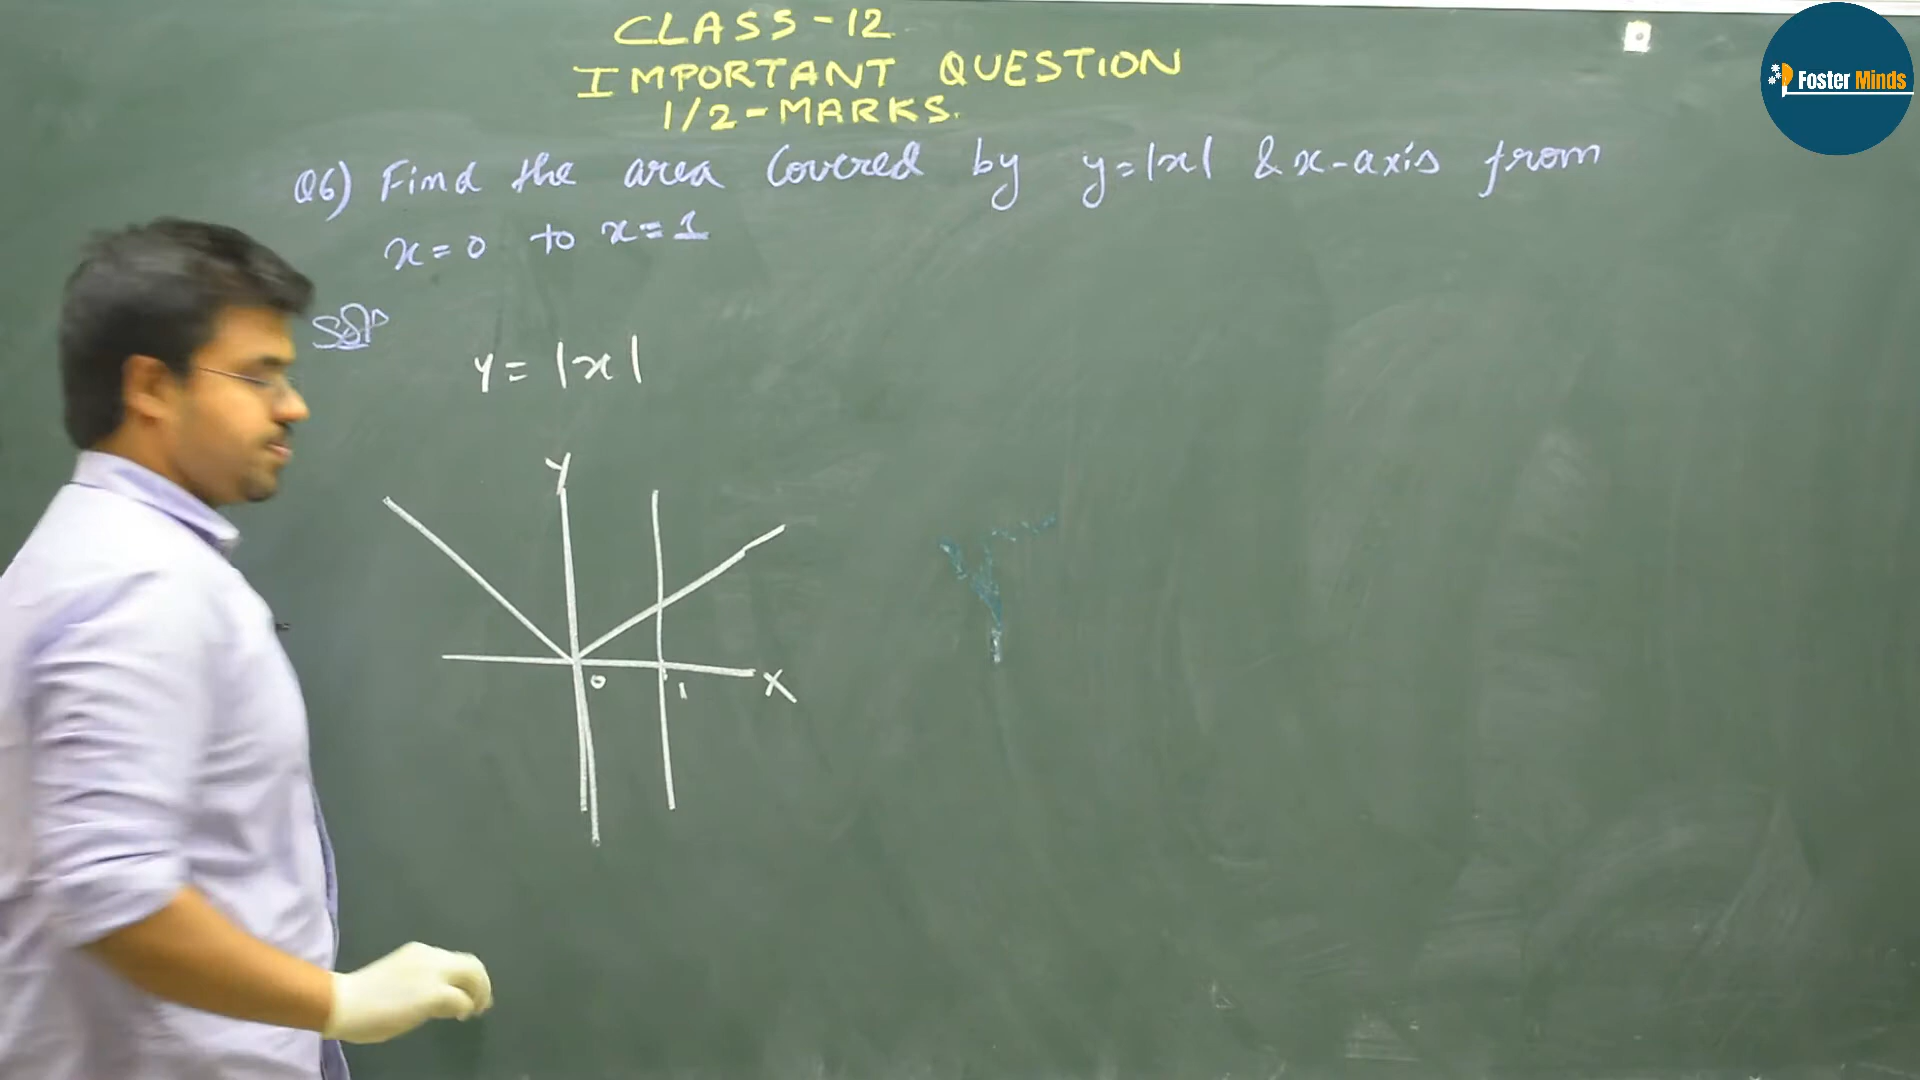 CLASS-12
IMPORTANT QUESTION
1/2-MARKS.
Foster Minds
Q6) Find the area covered by y=|x| & x-axis from
x=0 to x=1
Sol^n
y=|x|
Y
0
1
X